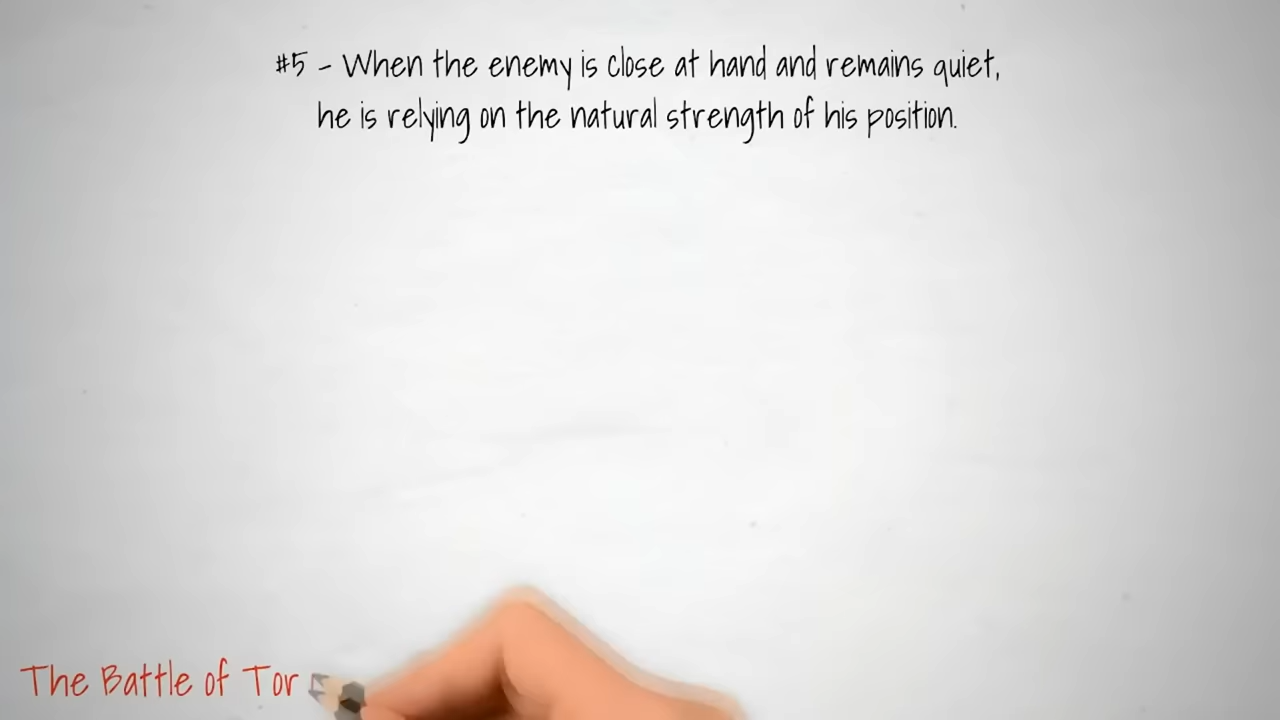 #5 - When the enemy is close at hand and remains quiet,
he is relying on the natural strength of his position.
The Battle of Tor